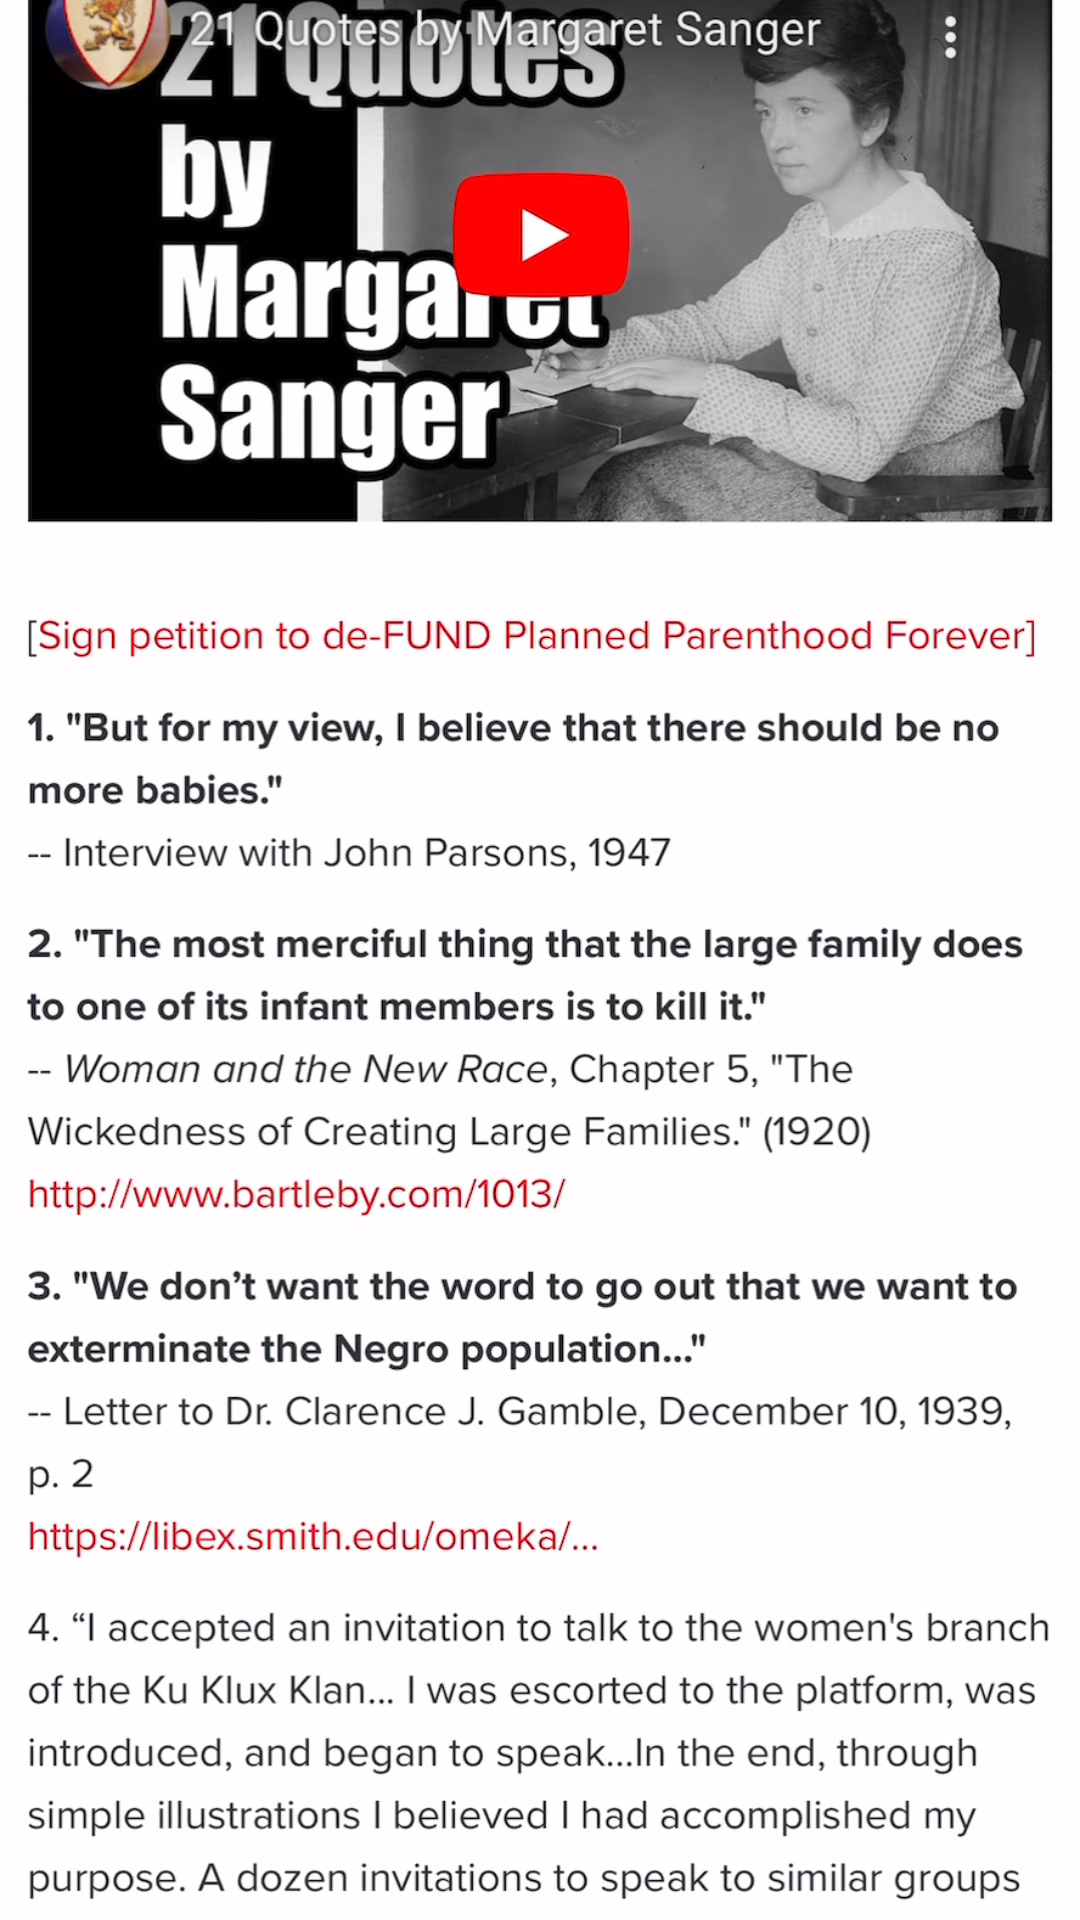 21 Quotes by Margaret Sanger
21 Quotes
by
Margaret
Sanger
[Sign petition to de-FUND Planned Parenthood Forever]
1. "But for my view, I believe that there should be no
more babies."
-- Interview with John Parsons, 1947
2. "The most merciful thing that the large family does
to one of its infant members is to kill it."
-- Woman and the New Race, Chapter 5, "The
Wickedness of Creating Large Families." (1920)
http://www.bartleby.com/1013/
3. "We don’t want the word to go out that we want to
exterminate the Negro population..."
-- Letter to Dr. Clarence J. Gamble, December 10, 1939,
p. 2
https://libex.smith.edu/omeka/...
4. “I accepted an invitation to talk to the women's branch
of the Ku Klux Klan... I was escorted to the platform, was
introduced, and began to speak...In the end, through
simple illustrations I believed I had accomplished my
purpose. A dozen invitations to speak to similar groups